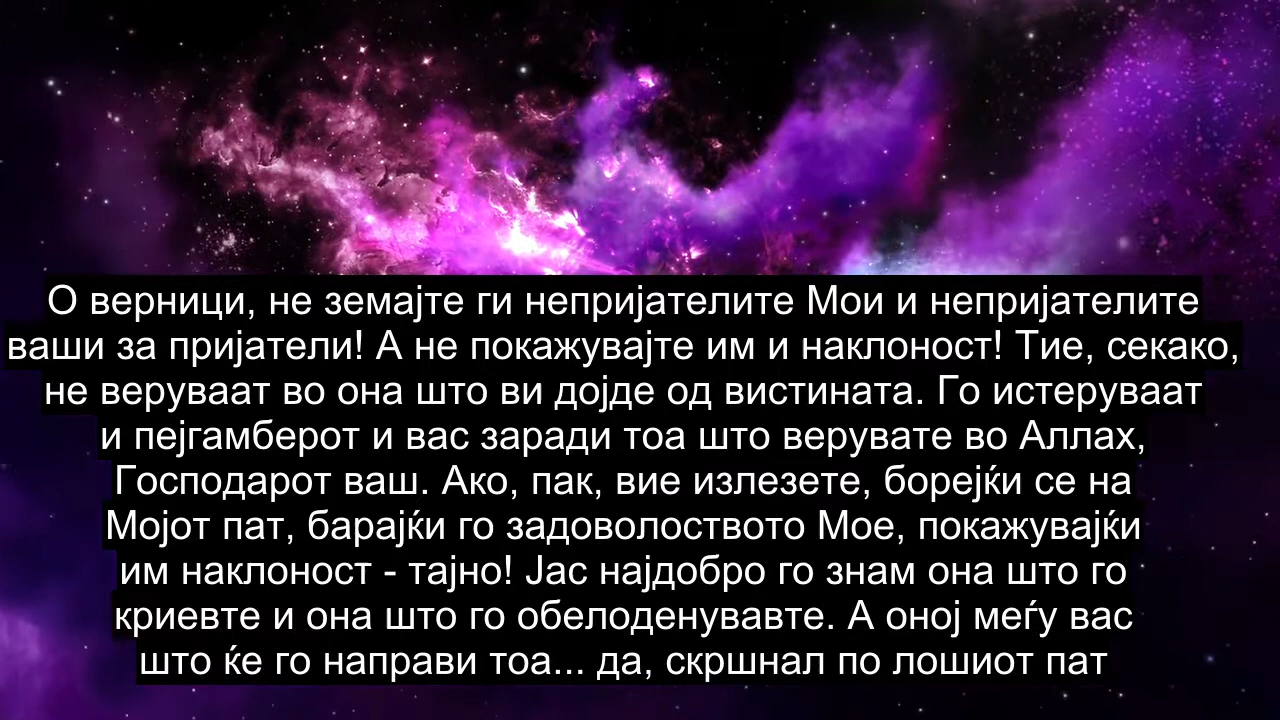 О верници, не земајте ги непријателите Мои и непријателите
ваши за пријатели! А не покажувајте им и наклоност! Тие, секако,
не веруваат во она што ви дојде од вистината. Го истеруваат
и пејгамберот и вас заради тоа што верувате во Аллах,
Господарот ваш. Ако, пак, вие излезете, борејќи се на
Мојот пат, барајќи го задоволоството Мое, покажувајќи
им наклоност - тајно! Јас најдобро го знам она што го
криевте и она што го обелоденувавте. А оној меѓу вас
што ќе го направи тоа... да, скршнал по лошиот пат